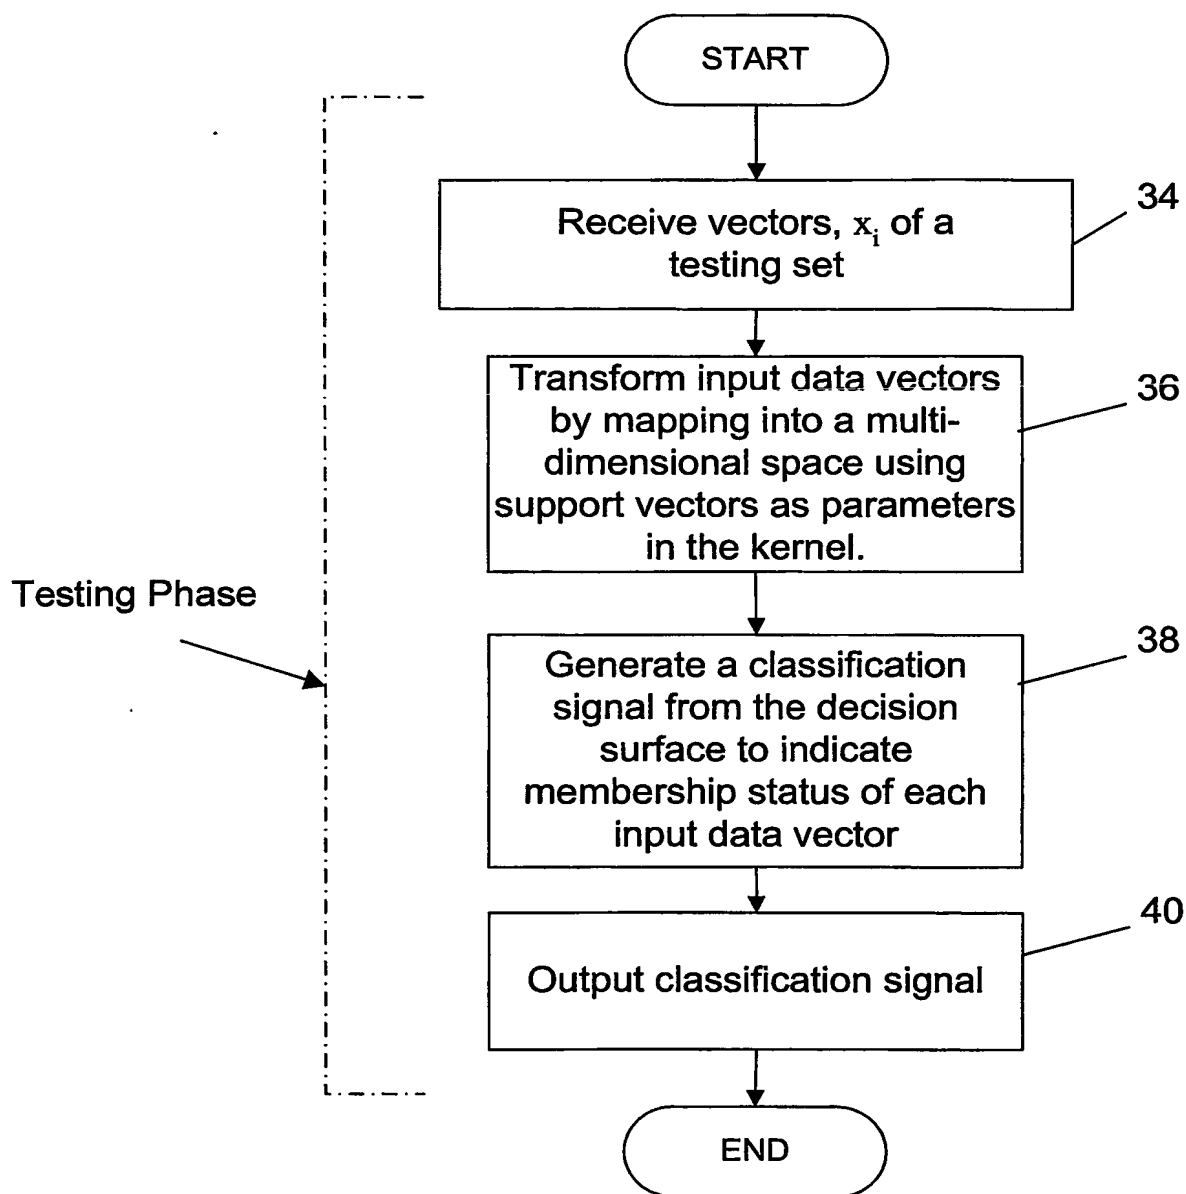 START
Receive vectors, xᵢ of a
testing set
34
Transform input data vectors
by mapping into a multi-
dimensional space using
support vectors as parameters
in the kernel.
36
Testing Phase
Generate a classification
signal from the decision
surface to indicate
membership status of each
input data vector
38
Output classification signal
40
END